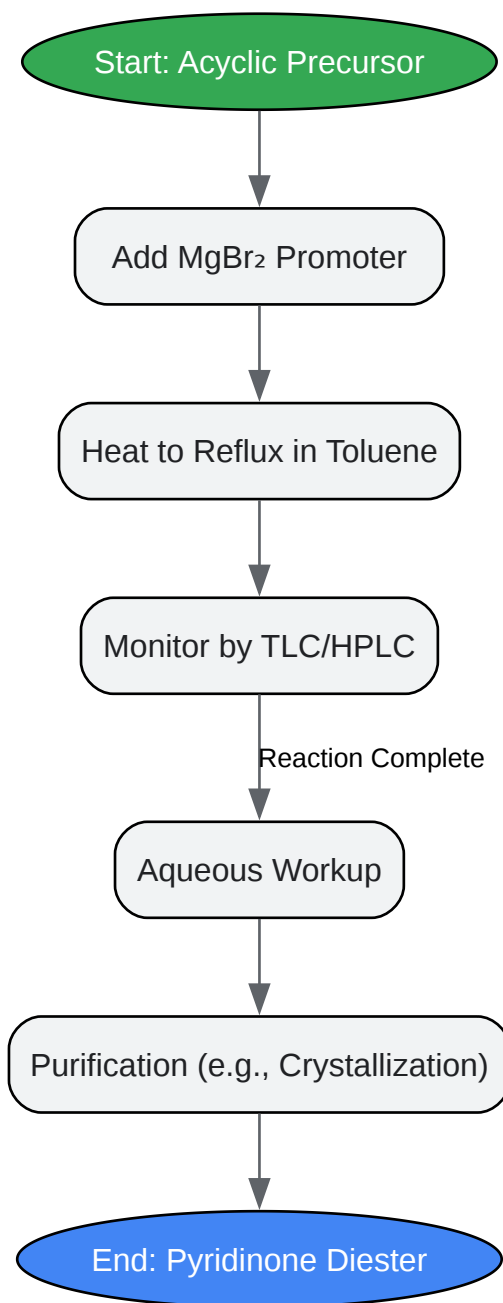 Start: Acyclic Precursor
Add MgBr₂ Promoter
Heat to Reflux in Toluene
Monitor by TLC/HPLC
Reaction Complete
Aqueous Workup
Purification (e.g., Crystallization)
End: Pyridinone Diester